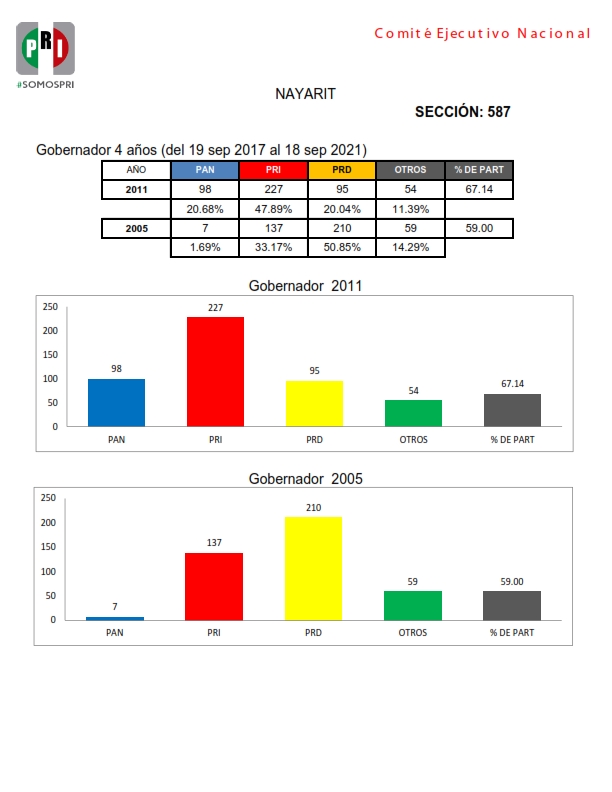 PRI
#SOMOSPRI
Comité Ejecutivo Nacional
NAYARIT
SECCIÓN: 587
Gobernador 4 años (del 19 sep 2017 al 18 sep 2021)
AÑO PAN PRI PRD OTROS % DE PART
2011 98 227 95 54 67.14
20.68% 47.89% 20.04% 11.39%
2005 7 137 210 59 59.00
1.69% 33.17% 50.85% 14.29%
Gobernador 2011
250
200
150
100
50
0
98
227
95
54
67.14
PAN PRI PRD OTROS % DE PART
Gobernador 2005
250
200
150
100
50
0
7
137
210
59
59.00
PAN PRI PRD OTROS % DE PART